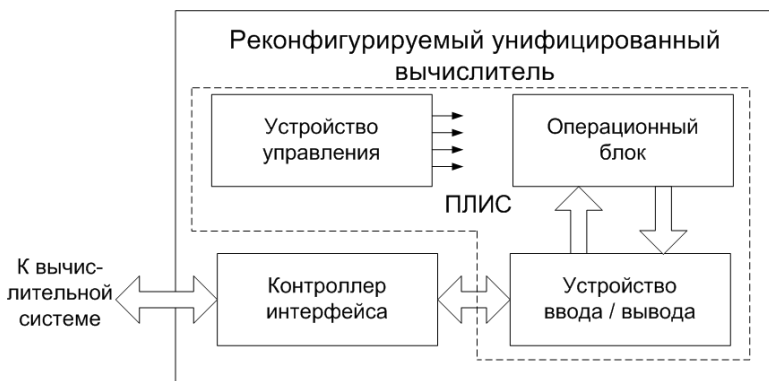 Реконфигурируемый унифицированный
вычислитель
Устройство
управления
Операционный
блок
ПЛИС
К вычис-
лительной
системе
Контроллер
интерфейса
Устройство
ввода / вывода